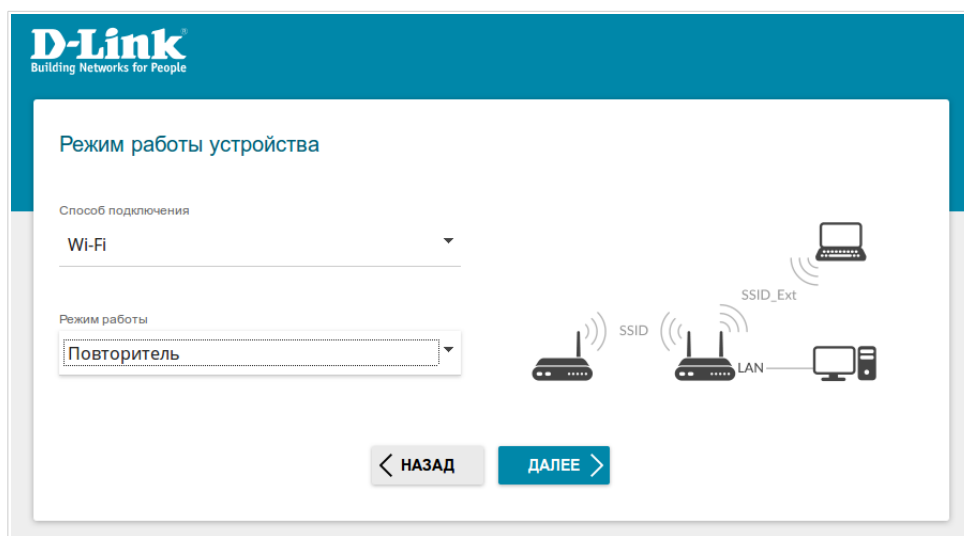 D-Link
Building Networks for People
Режим работы устройства
Способ подключения
Wi-Fi
SSID_Ext
Режим работы
SSID
Повторитель
LAN
НАЗАД
ДАЛЕЕ